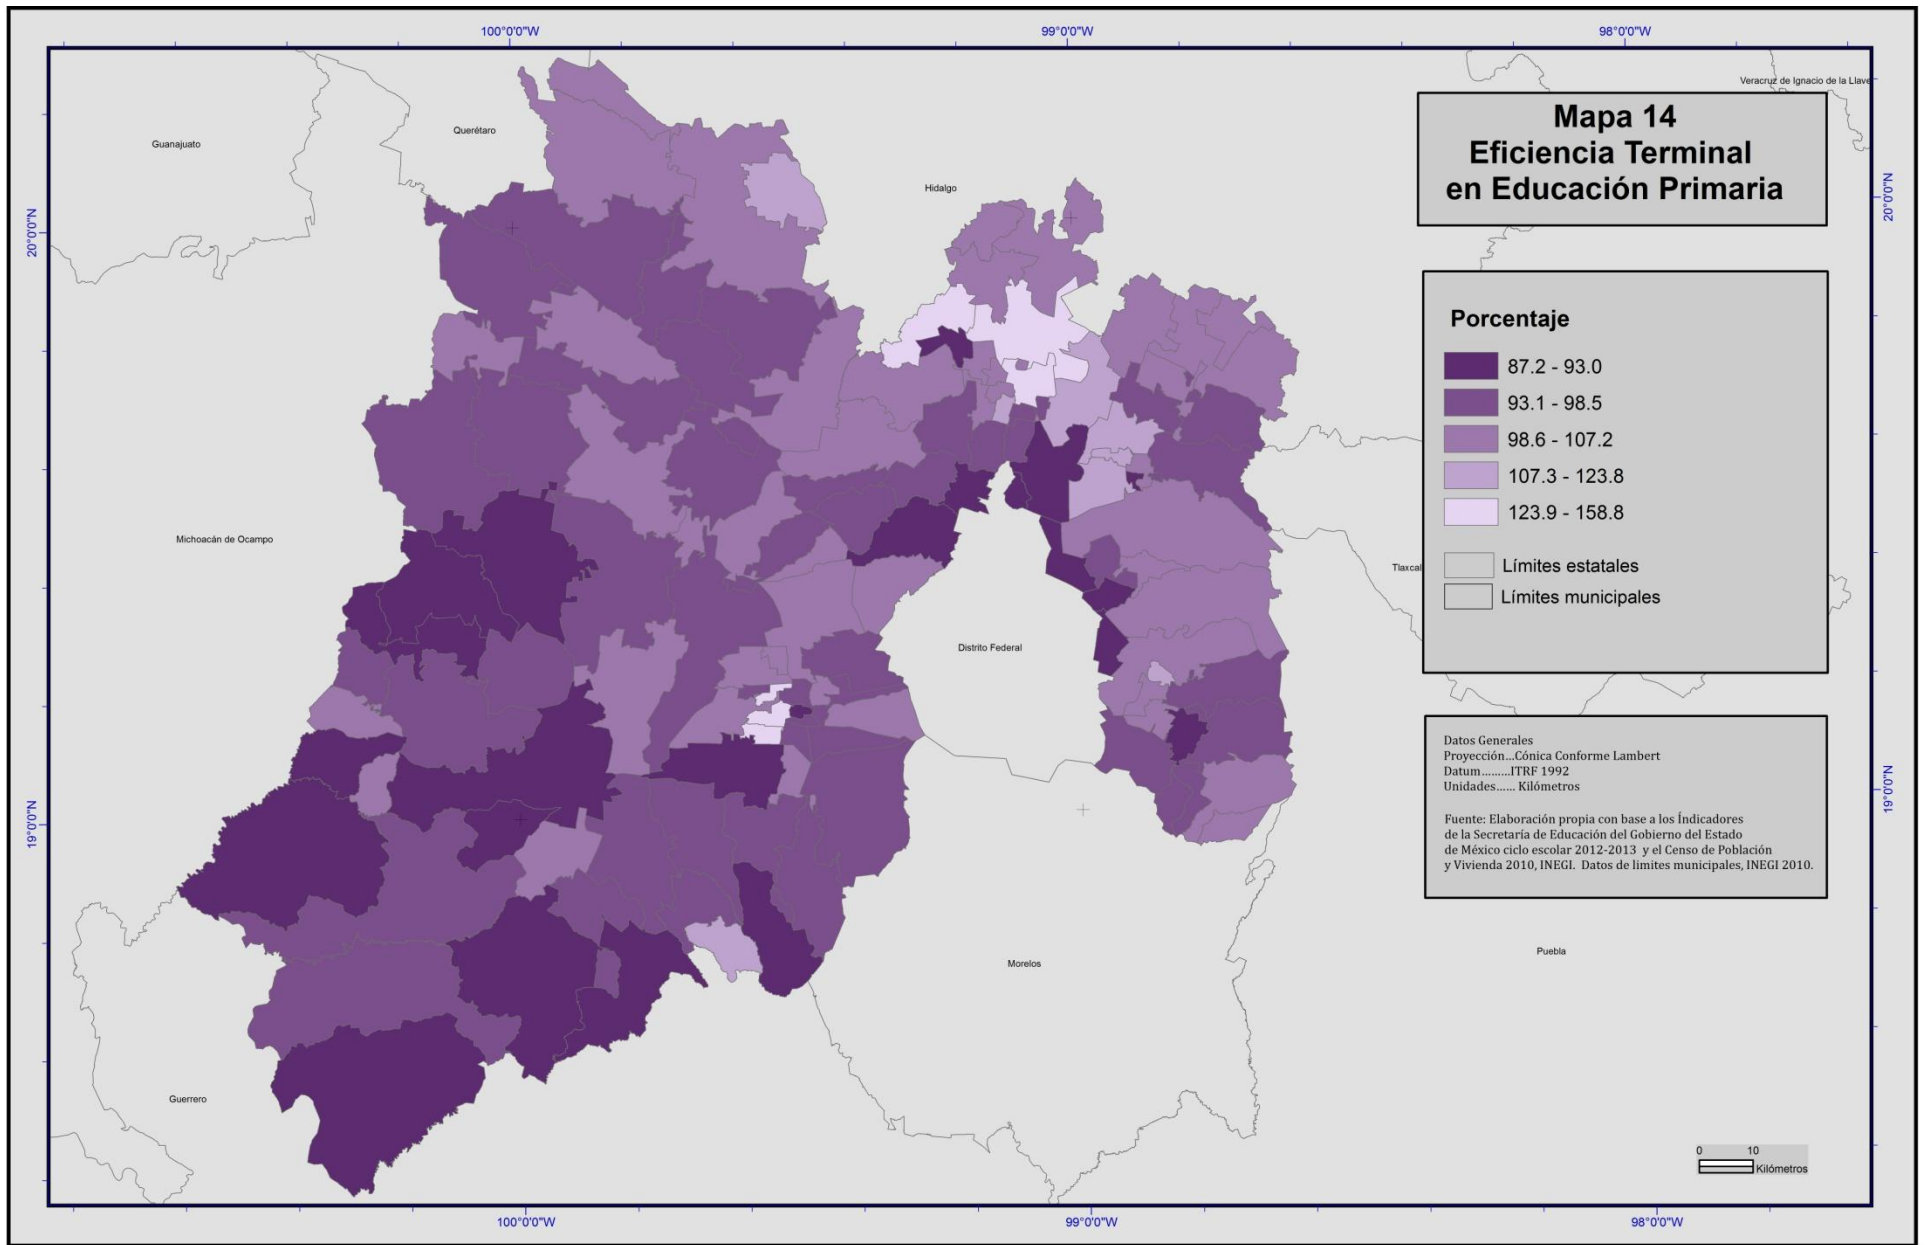 100°0'0"W
99°0'0"W
98°0'0"W
Veracruz de Ignacio de la Llave
Mapa 14
Eficiencia Terminal
en Educación Primaria
Guanajuato
Querétaro
Hidalgo
20°0'0"N
20°0'0"N
Porcentaje
87.2 - 93.0
93.1 - 98.5
98.6 - 107.2
107.3 - 123.8
123.9 - 158.8
Límites estatales
Límites municipales
Michoacán de Ocampo
Tlaxcal
Distrito Federal
Datos Generales
Proyección...Cónica Conforme Lambert
Datum.........ITRF 1992
Unidades...... Kilómetros
Fuente: Elaboración propia con base a los Índicadores
de la Secretaría de Educación del Gobierno del Estado
de México ciclo escolar 2012-2013 y el Censo de Población
y Vivienda 2010, INEGI. Datos de limites municipales, INEGI 2010.
19°0'0"N
19°0'0"N
Morelos
Puebla
Guerrero
0 10
Kilómetros
100°0'0"W
99°0'0"W
98°0'0"W